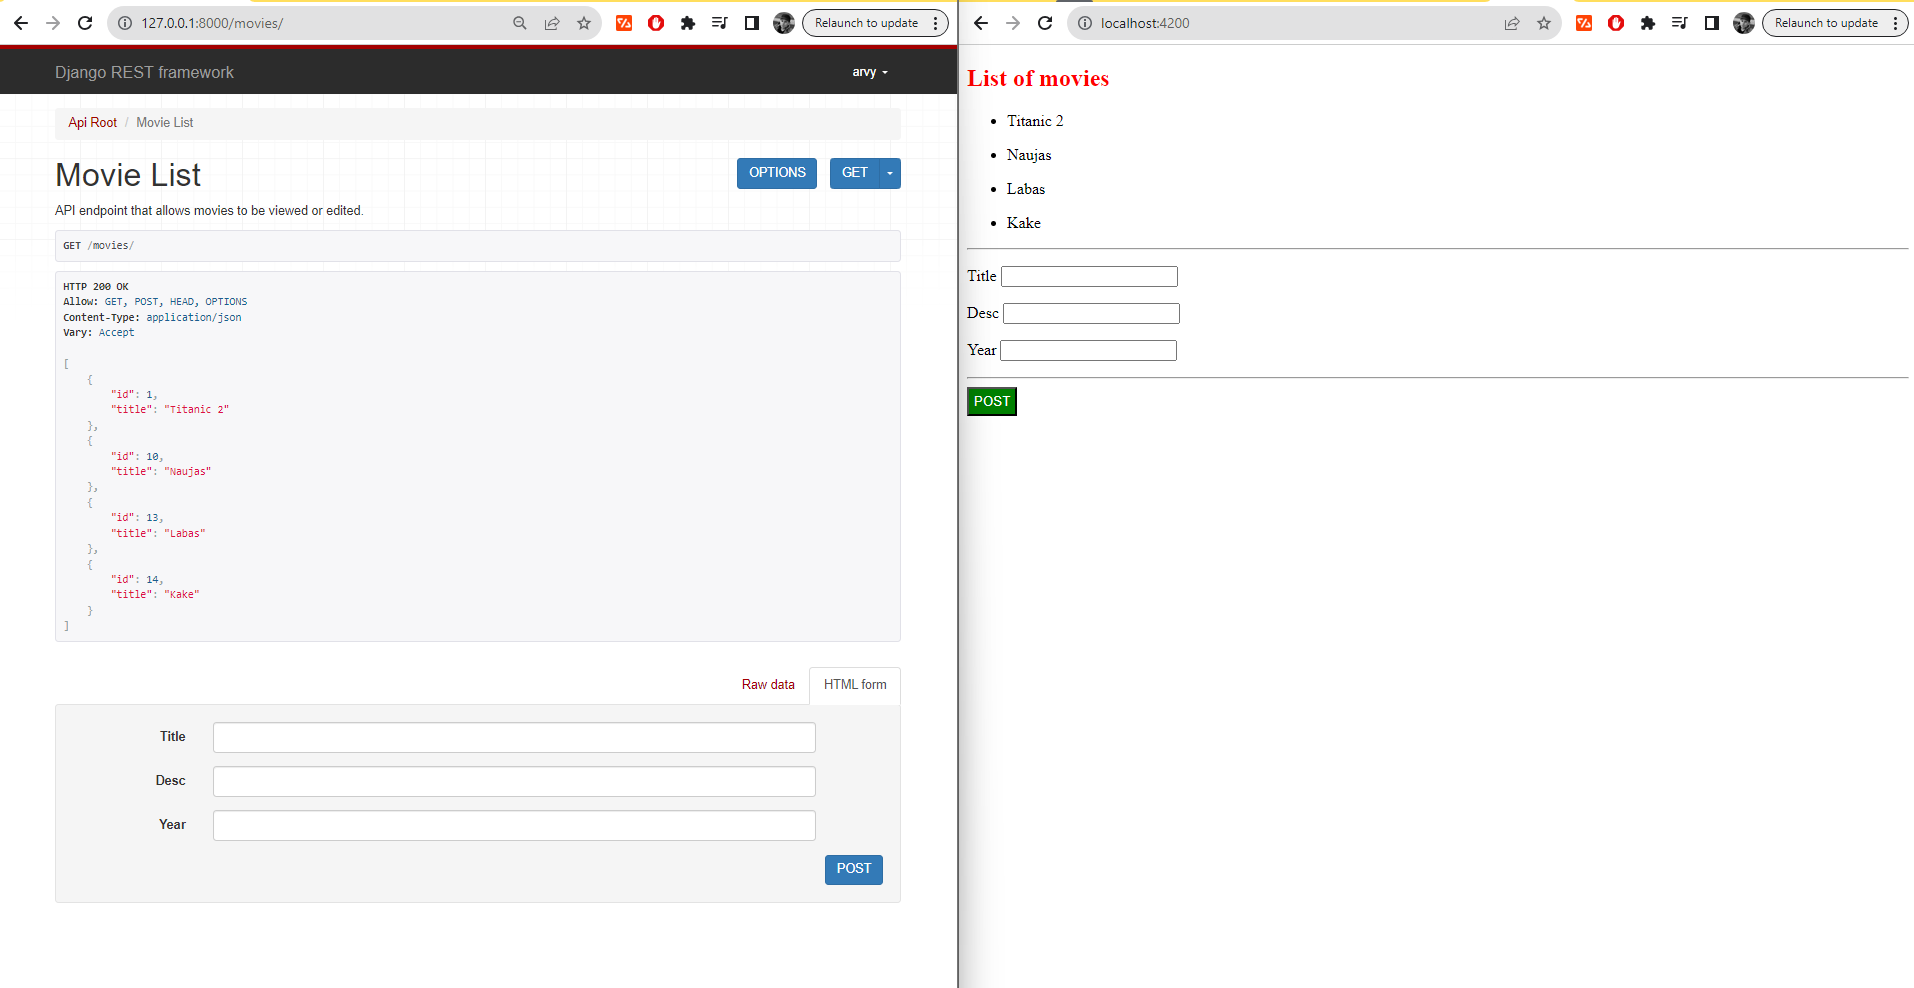 127.0.0.1:8000/movies/
Relaunch to update
Django REST framework
arvy
Api Root / Movie List
Movie List
OPTIONS
GET
API endpoint that allows movies to be viewed or edited.
GET /movies/
HTTP 200 OK
Allow: GET, POST, HEAD, OPTIONS
Content-Type: application/json
Vary: Accept
[
{
"id": 1,
"title": "Titanic 2"
},
{
"id": 10,
"title": "Naujas"
},
{
"id": 13,
"title": "Labas"
},
{
"id": 14,
"title": "Kake"
}
]
Raw data
HTML form
Title
Desc
Year
POST
localhost:4200
Relaunch to update
List of movies
• Titanic 2
• Naujas
• Labas
• Kake
Title
Desc
Year
POST